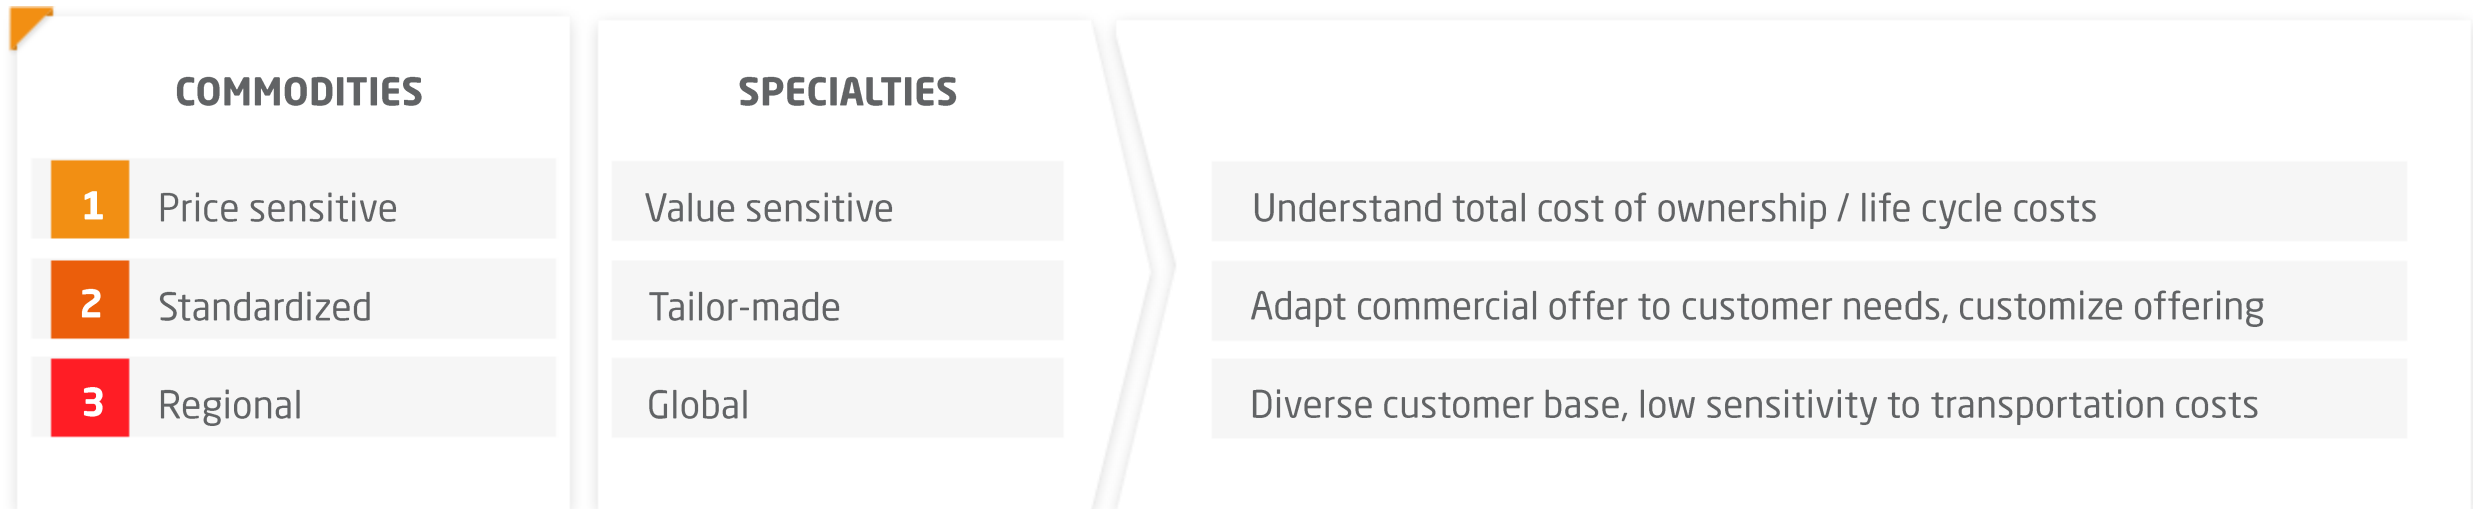 COMMODITIES
SPECIALTIES
1 Price sensitive
Value sensitive
Understand total cost of ownership / life cycle costs
2 Standardized
Tailor-made
Adapt commercial offer to customer needs, customize offering
3 Regional
Global
Diverse customer base, low sensitivity to transportation costs